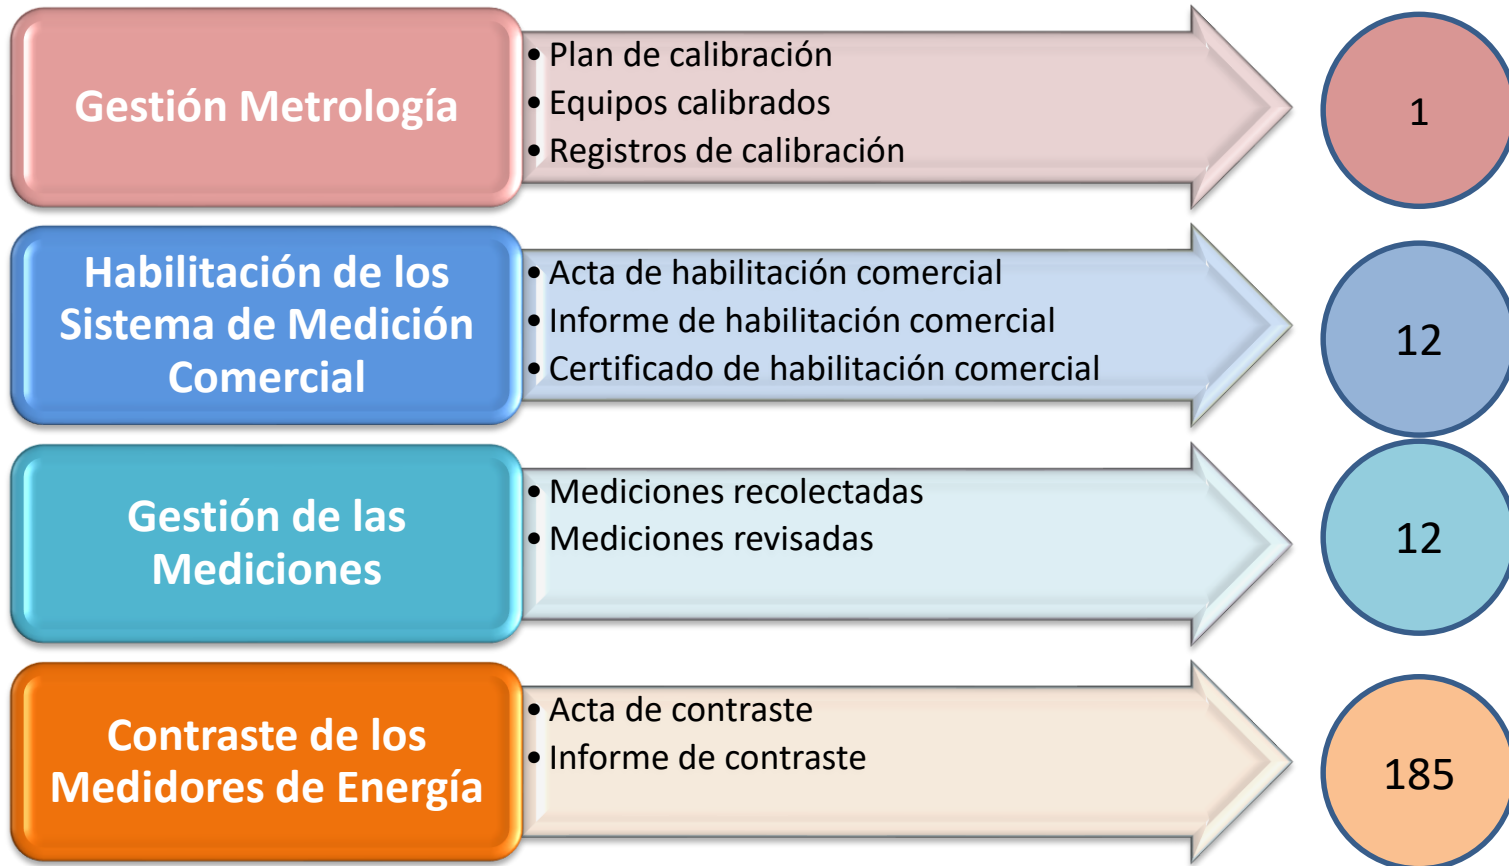 Gestión Metrología
• Plan de calibración
• Equipos calibrados
• Registros de calibración
1
Habilitación de los
Sistema de Medición
Comercial
• Acta de habilitación comercial
• Informe de habilitación comercial
• Certificado de habilitación comercial
12
Gestión de las
Mediciones
• Mediciones recolectadas
• Mediciones revisadas
12
Contraste de los
Medidores de Energía
• Acta de contraste
• Informe de contraste
185